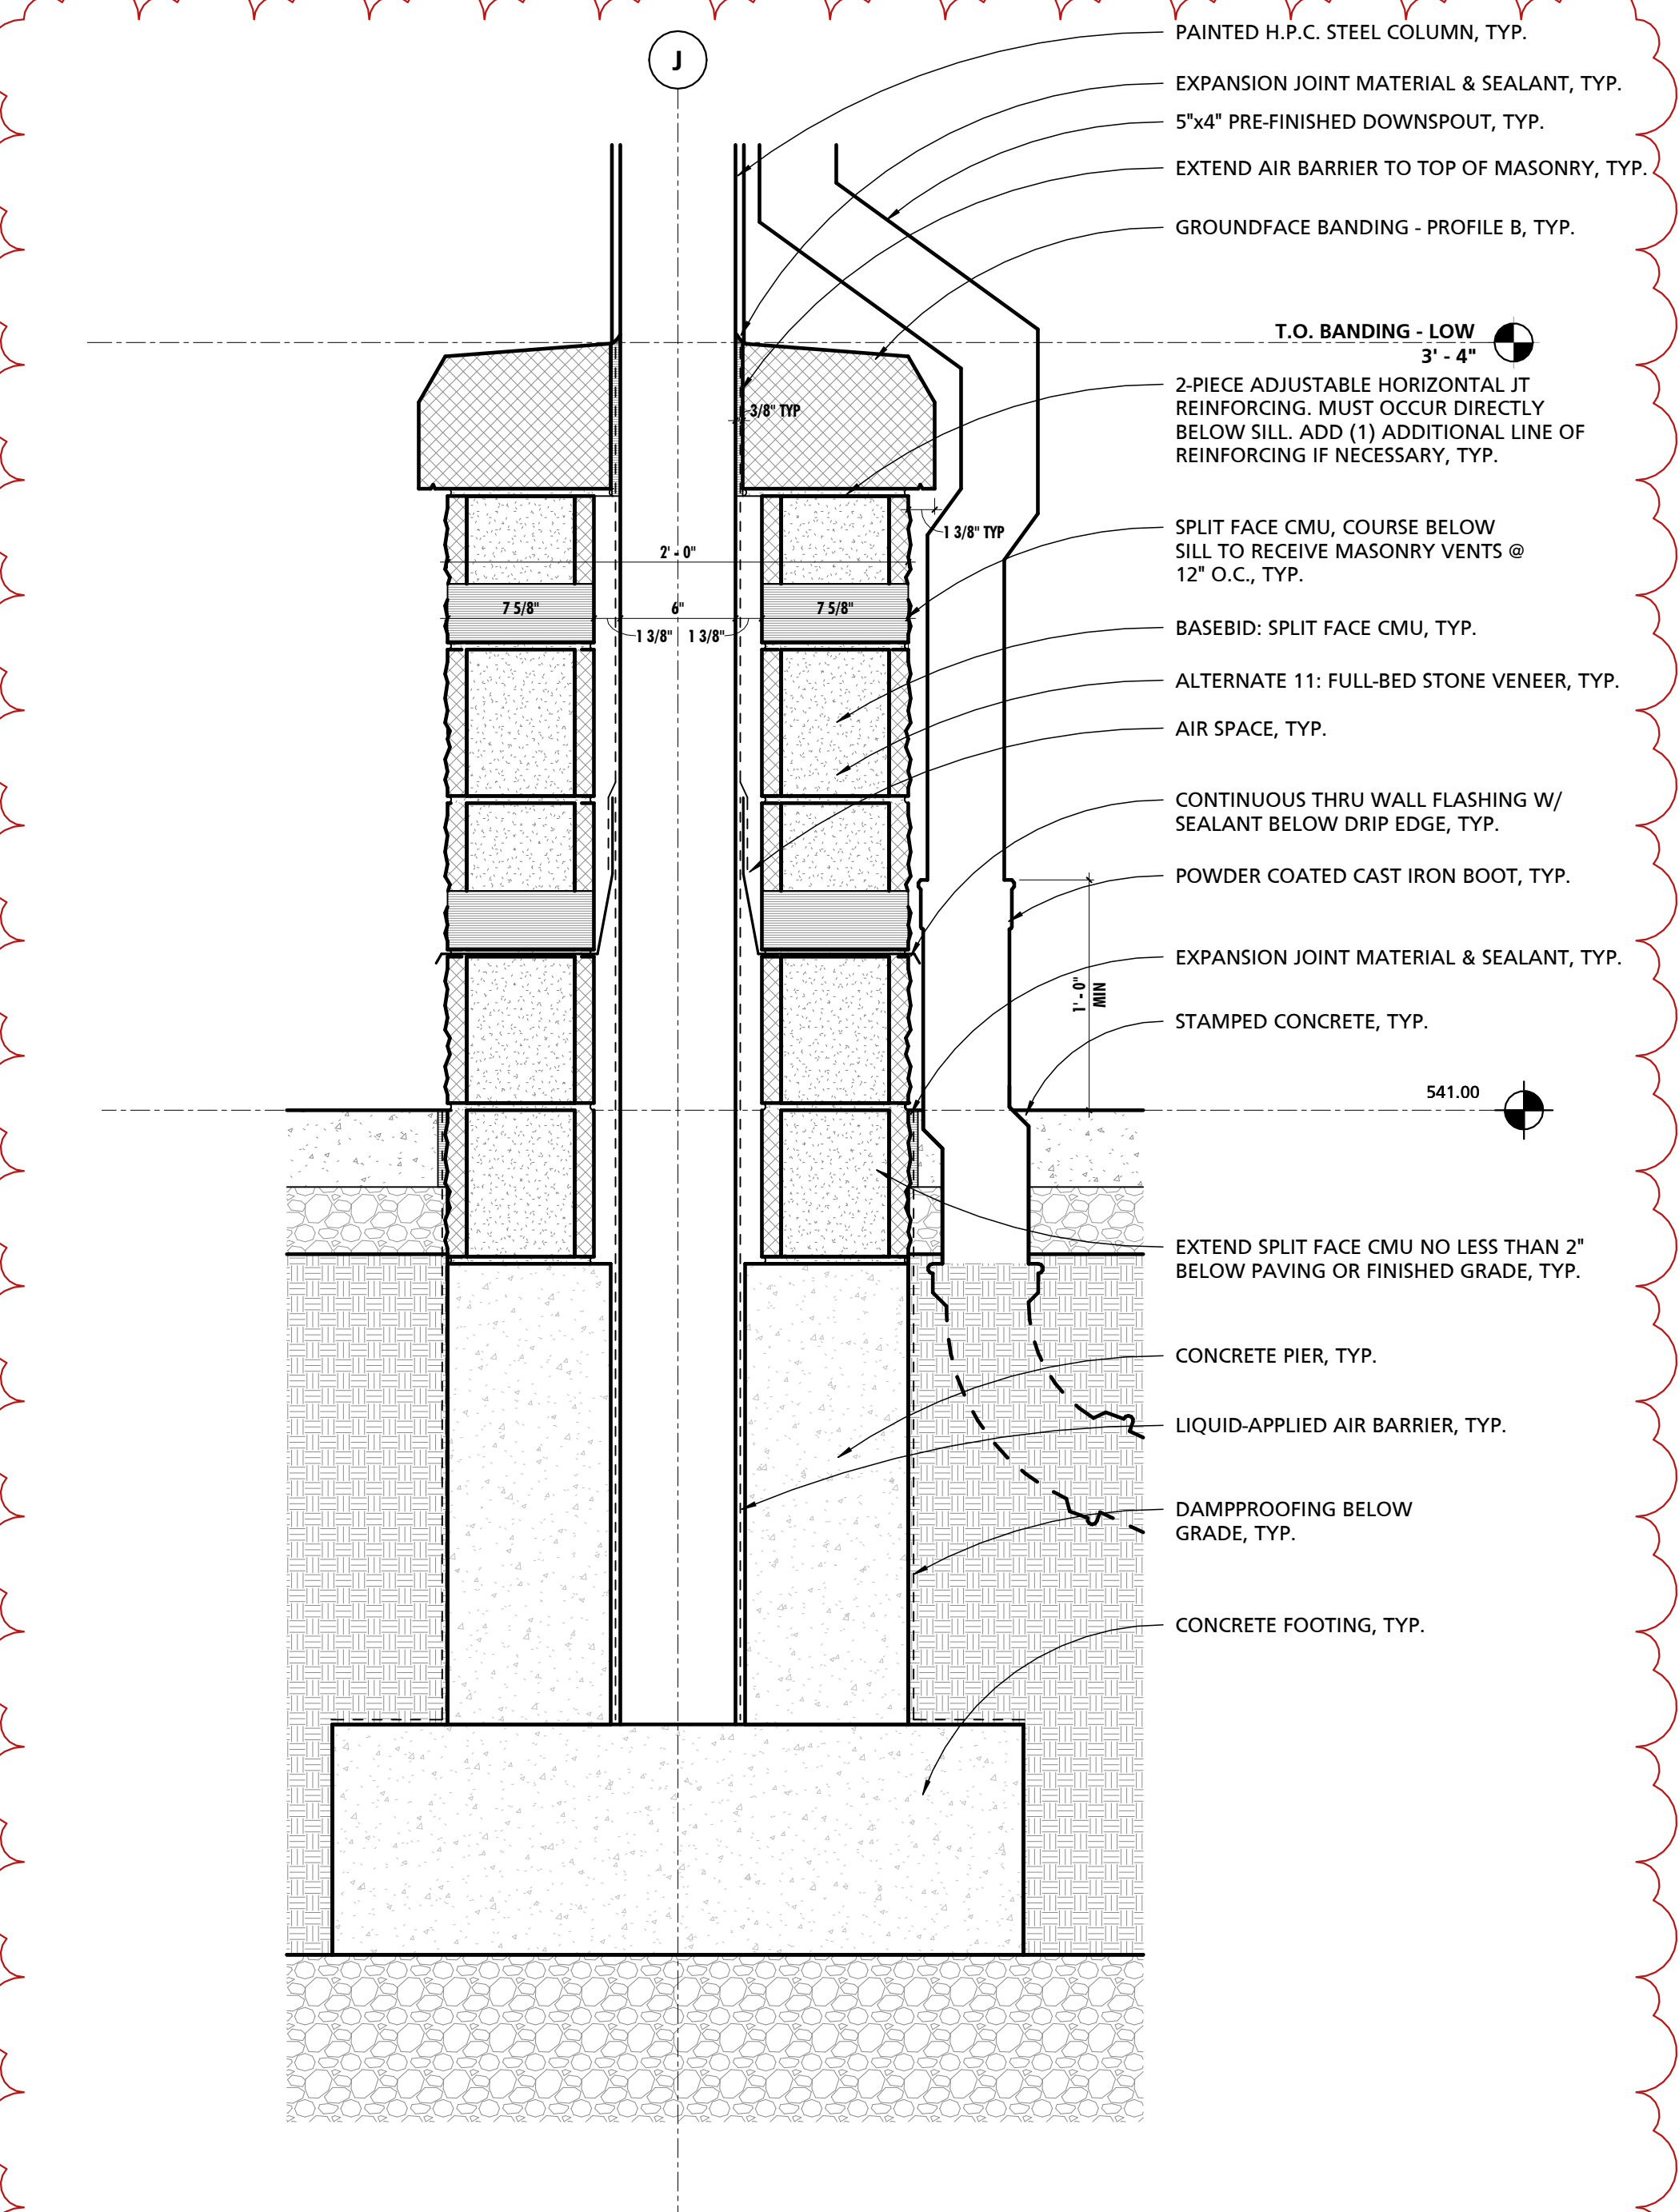 J
PAINTED H.P.C. STEEL COLUMN, TYP.
EXPANSION JOINT MATERIAL & SEALANT, TYP.
5"x4" PRE-FINISHED DOWNSPOUT, TYP.
EXTEND AIR BARRIER TO TOP OF MASONRY, TYP.
GROUNDFACE BANDING - PROFILE B, TYP.
T.O. BANDING - LOW
3' - 4"
2-PIECE ADJUSTABLE HORIZONTAL JT
REINFORCING. MUST OCCUR DIRECTLY
BELOW SILL. ADD (1) ADDITIONAL LINE OF
REINFORCING IF NECESSARY, TYP.
3/8" TYP
1 3/8" TYP
SPLIT FACE CMU, COURSE BELOW
SILL TO RECEIVE MASONRY VENTS @
12" O.C., TYP.
2' - 0"
7 5/8"
6"
7 5/8"
1 3/8"
1 3/8"
BASEBID: SPLIT FACE CMU, TYP.
ALTERNATE 11: FULL-BED STONE VENEER, TYP.
AIR SPACE, TYP.
CONTINUOUS THRU WALL FLASHING W/
SEALANT BELOW DRIP EDGE, TYP.
POWDER COATED CAST IRON BOOT, TYP.
EXPANSION JOINT MATERIAL & SEALANT, TYP.
1' - 0"
MIN
STAMPED CONCRETE, TYP.
541.00
EXTEND SPLIT FACE CMU NO LESS THAN 2"
BELOW PAVING OR FINISHED GRADE, TYP.
CONCRETE PIER, TYP.
LIQUID-APPLIED AIR BARRIER, TYP.
DAMPPROOFING BELOW
GRADE, TYP.
CONCRETE FOOTING, TYP.